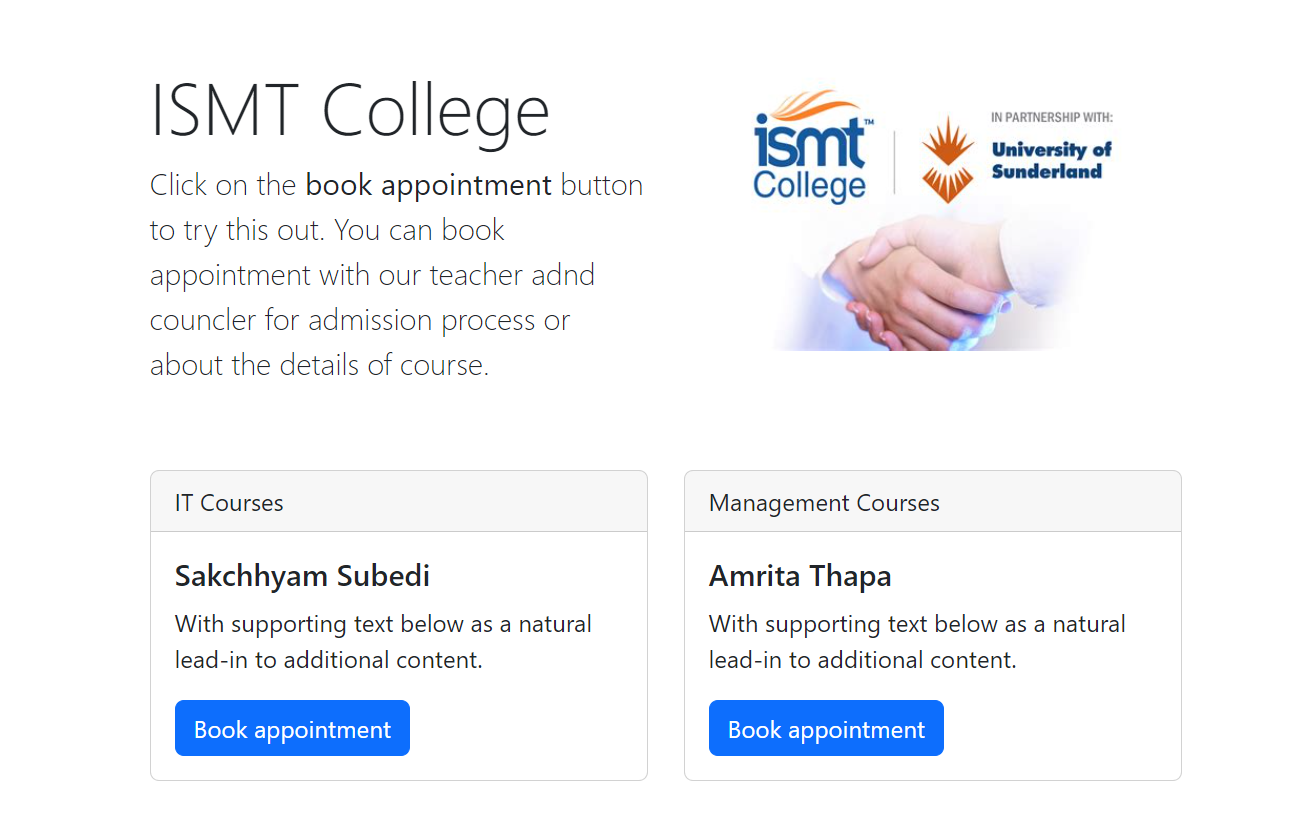 ISMT College
Click on the book appointment button
to try this out. You can book
appointment with our teacher adnd
councler for admission process or
about the details of course.
ismt™
College
IN PARTNERSHIP WITH:
University of
Sunderland
IT Courses
Sakchhyam Subedi
With supporting text below as a natural
lead-in to additional content.
Book appointment
Management Courses
Amrita Thapa
With supporting text below as a natural
lead-in to additional content.
Book appointment